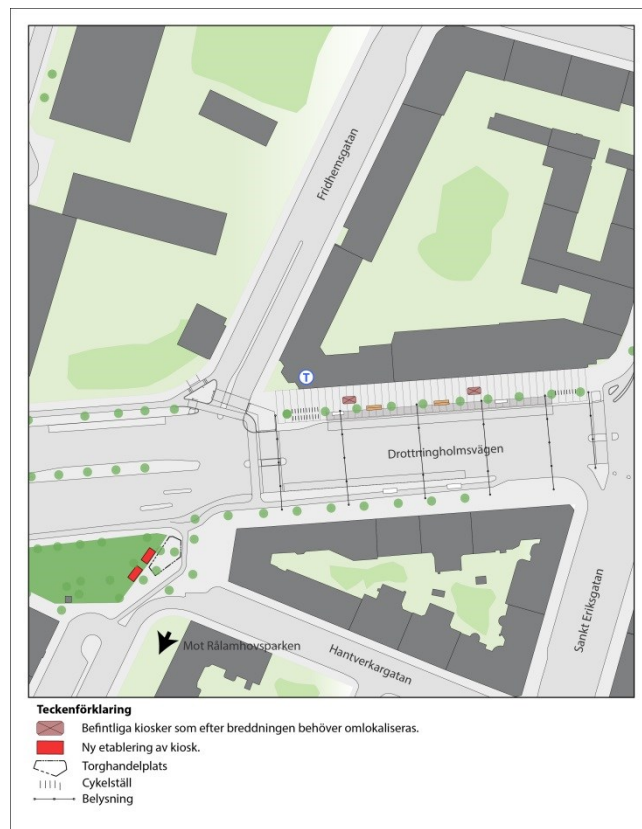 Fridhemsgatan
T
Drottningholmsvägen
Sankt Eriksgatan
Mot Rålamhovsparken
Hantverkargatan
Teckenförklaring
Befintliga kiosker som efter breddningen behöver omlokaliseras.
Ny etablering av kiosk.
Torghandelplats
Cykelställ
Belysning